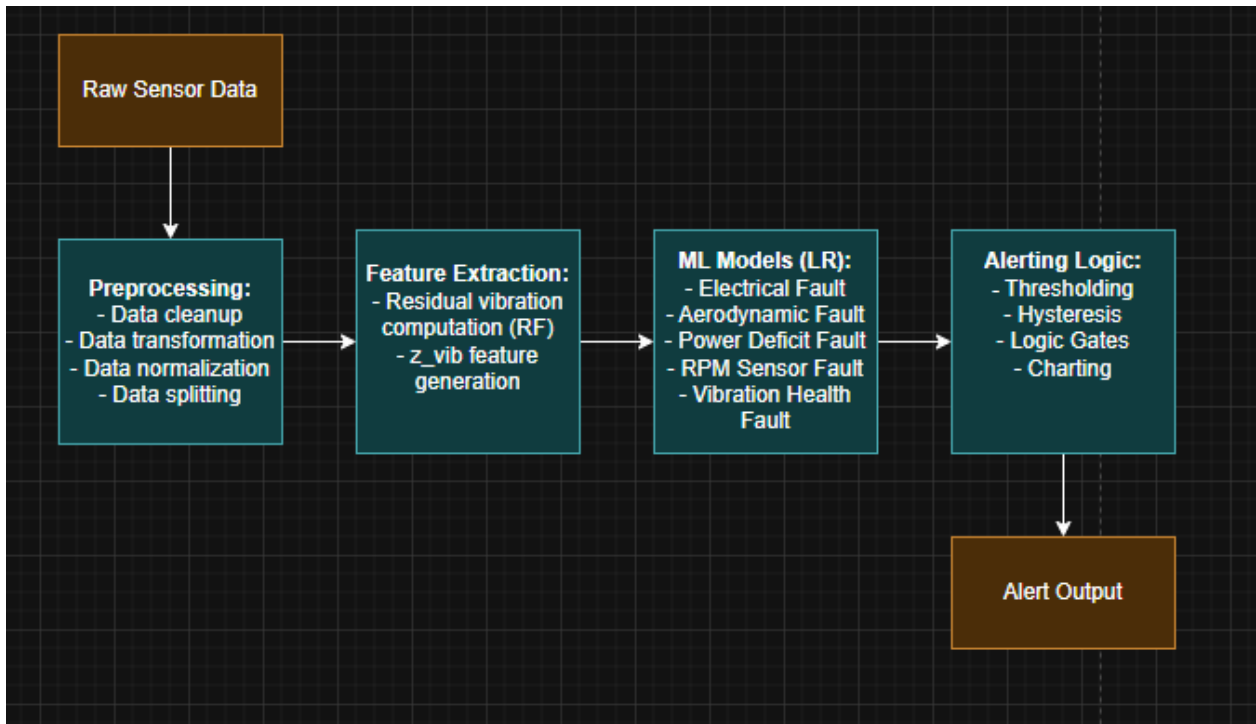 Raw Sensor Data
Preprocessing:
- Data cleanup
- Data transformation
- Data normalization
- Data splitting
Feature Extraction:
- Residual vibration
computation (RF)
- z_vib feature
generation
ML Models (LR):
- Electrical Fault
- Aerodynamic Fault
- Power Deficit Fault
- RPM Sensor Fault
- Vibration Health
Fault
Alerting Logic:
- Thresholding
- Hysteresis
- Logic Gates
- Charting
Alert Output